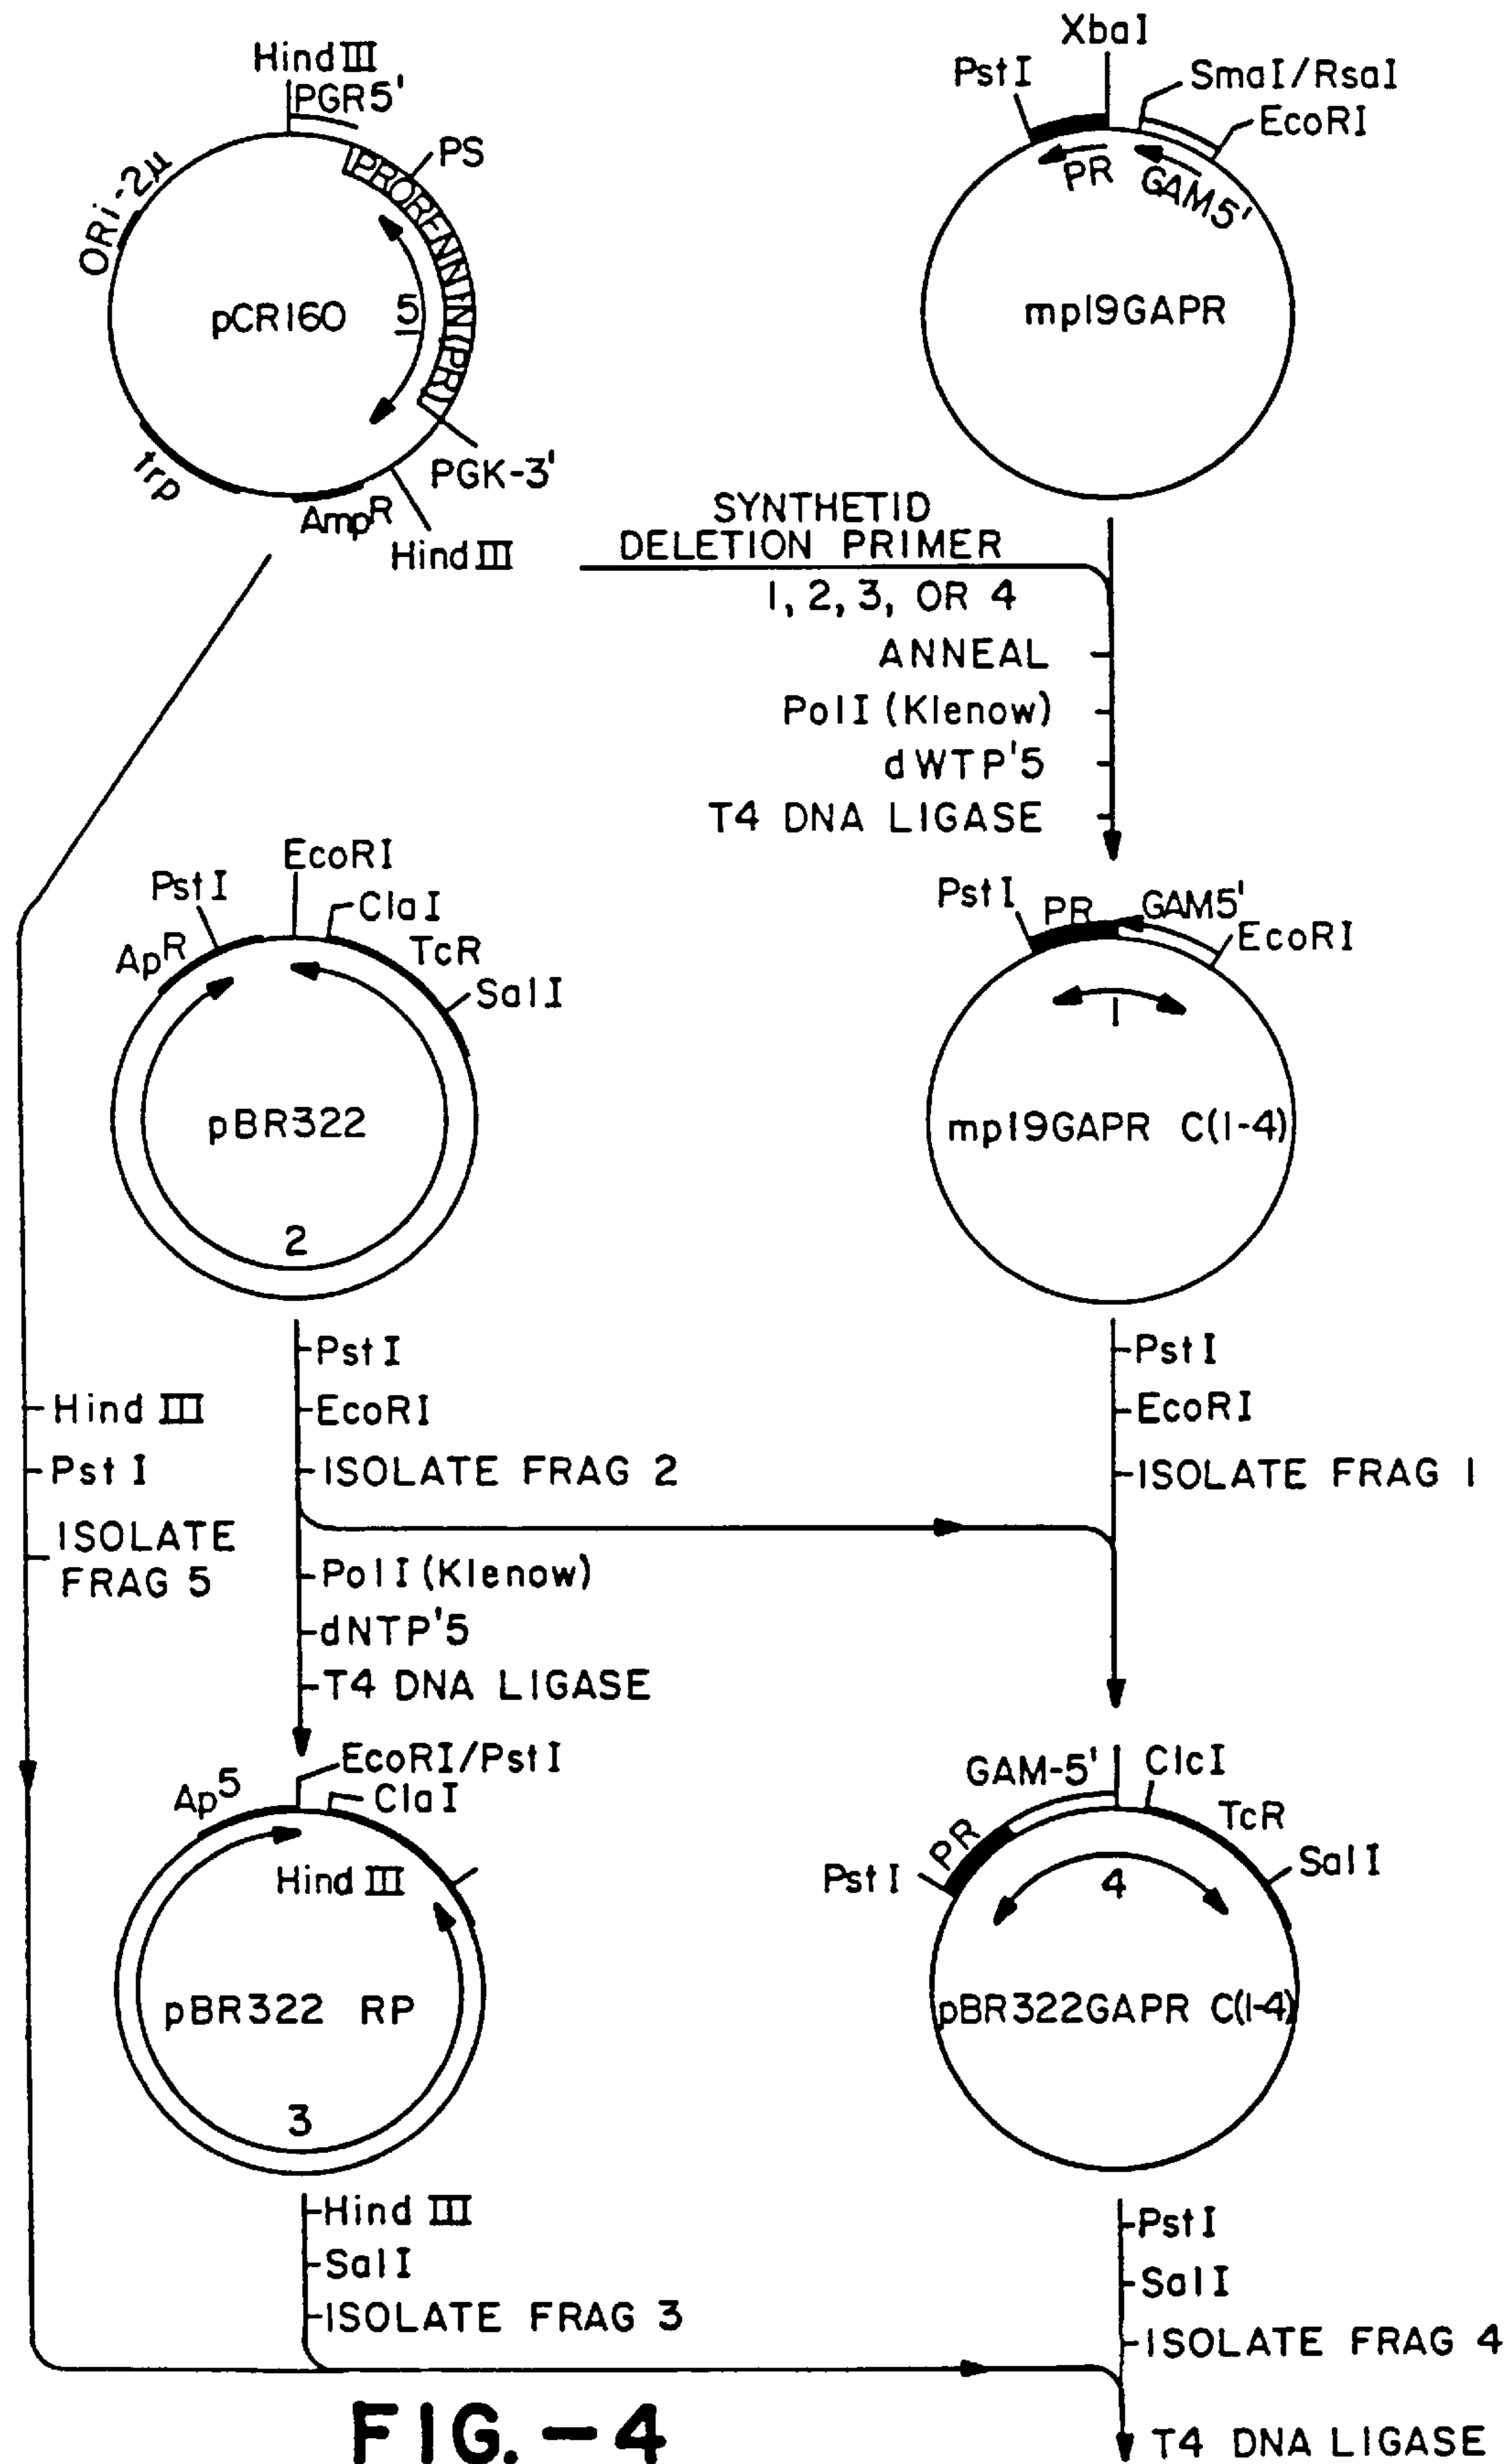 Hind III
PGR5'
PS
PRORENNIN(PRI
ORi-2μ
pCR160
5
trp
AmpR
PGK-3'
Hind III
XbaI
PstI
SmaI/RsaI
EcoRI
PR
GAM5'
mp19GAPR
SYNTHETID
DELETION PRIMER
1, 2, 3, OR 4
ANNEAL
PolI (Klenow)
dWTP'5
T4 DNA LIGASE
EcoRI
PstI
ClaI
ApR
TcR
SalI
pBR322
2
PstI
PR
GAM5'
EcoRI
1
mp19GAPR C(1-4)
PstI
EcoRI
ISOLATE FRAG 2
PstI
EcoRI
ISOLATE FRAG 1
Hind III
Pst I
ISOLATE
FRAG 5
PolI (Klenow)
dNTP'5
T4 DNA LIGASE
EcoRI/PstI
Ap5
ClaI
Hind III
pBR322 RP
3
GAM-5'
ClcI
PR
TcR
PstI
SalI
4
pBR322GAPR C(1-4)
Hind III
SalI
ISOLATE FRAG 3
PstI
SalI
ISOLATE FRAG 4
T4 DNA LIGASE
FIG.-4